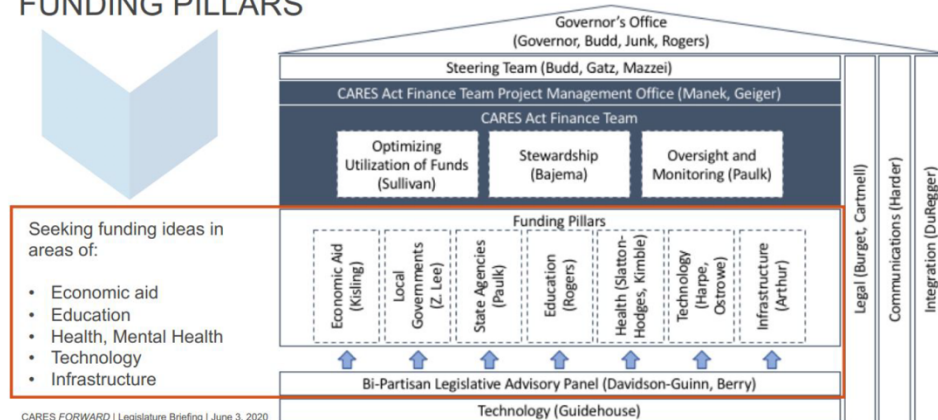 FUNDING PILLARS
Governor's Office
(Governor, Budd, Junk, Rogers)
Steering Team (Budd, Gatz, Mazzei)
CARES Act Finance Team Project Management Office (Manek, Geiger)
CARES Act Finance Team
Optimizing
Utilization of Funds
(Sullivan)
Stewardship
(Bajema)
Oversight and
Monitoring (Paulk)
Seeking funding ideas in
areas of:
• Economic aid
• Education
• Health, Mental Health
• Technology
• Infrastructure
Funding Pillars
Economic Aid
(Kisling)
Local
Governments
(Z. Lee)
State Agencies
(Paulk)
Education
(Rogers)
Health (Slatton-
Hodges, Kimble)
Technology
(Harpe,
Ostrowe)
Infrastructure
(Arthur)
Bi-Partisan Legislative Advisory Panel (Davidson-Guinn, Berry)
Technology (Guidehouse)
Legal (Burget, Cartmell)
Communications (Harder)
Integration (DuRegger)
CARES FORWARD | Legislature Briefing | June 3, 2020